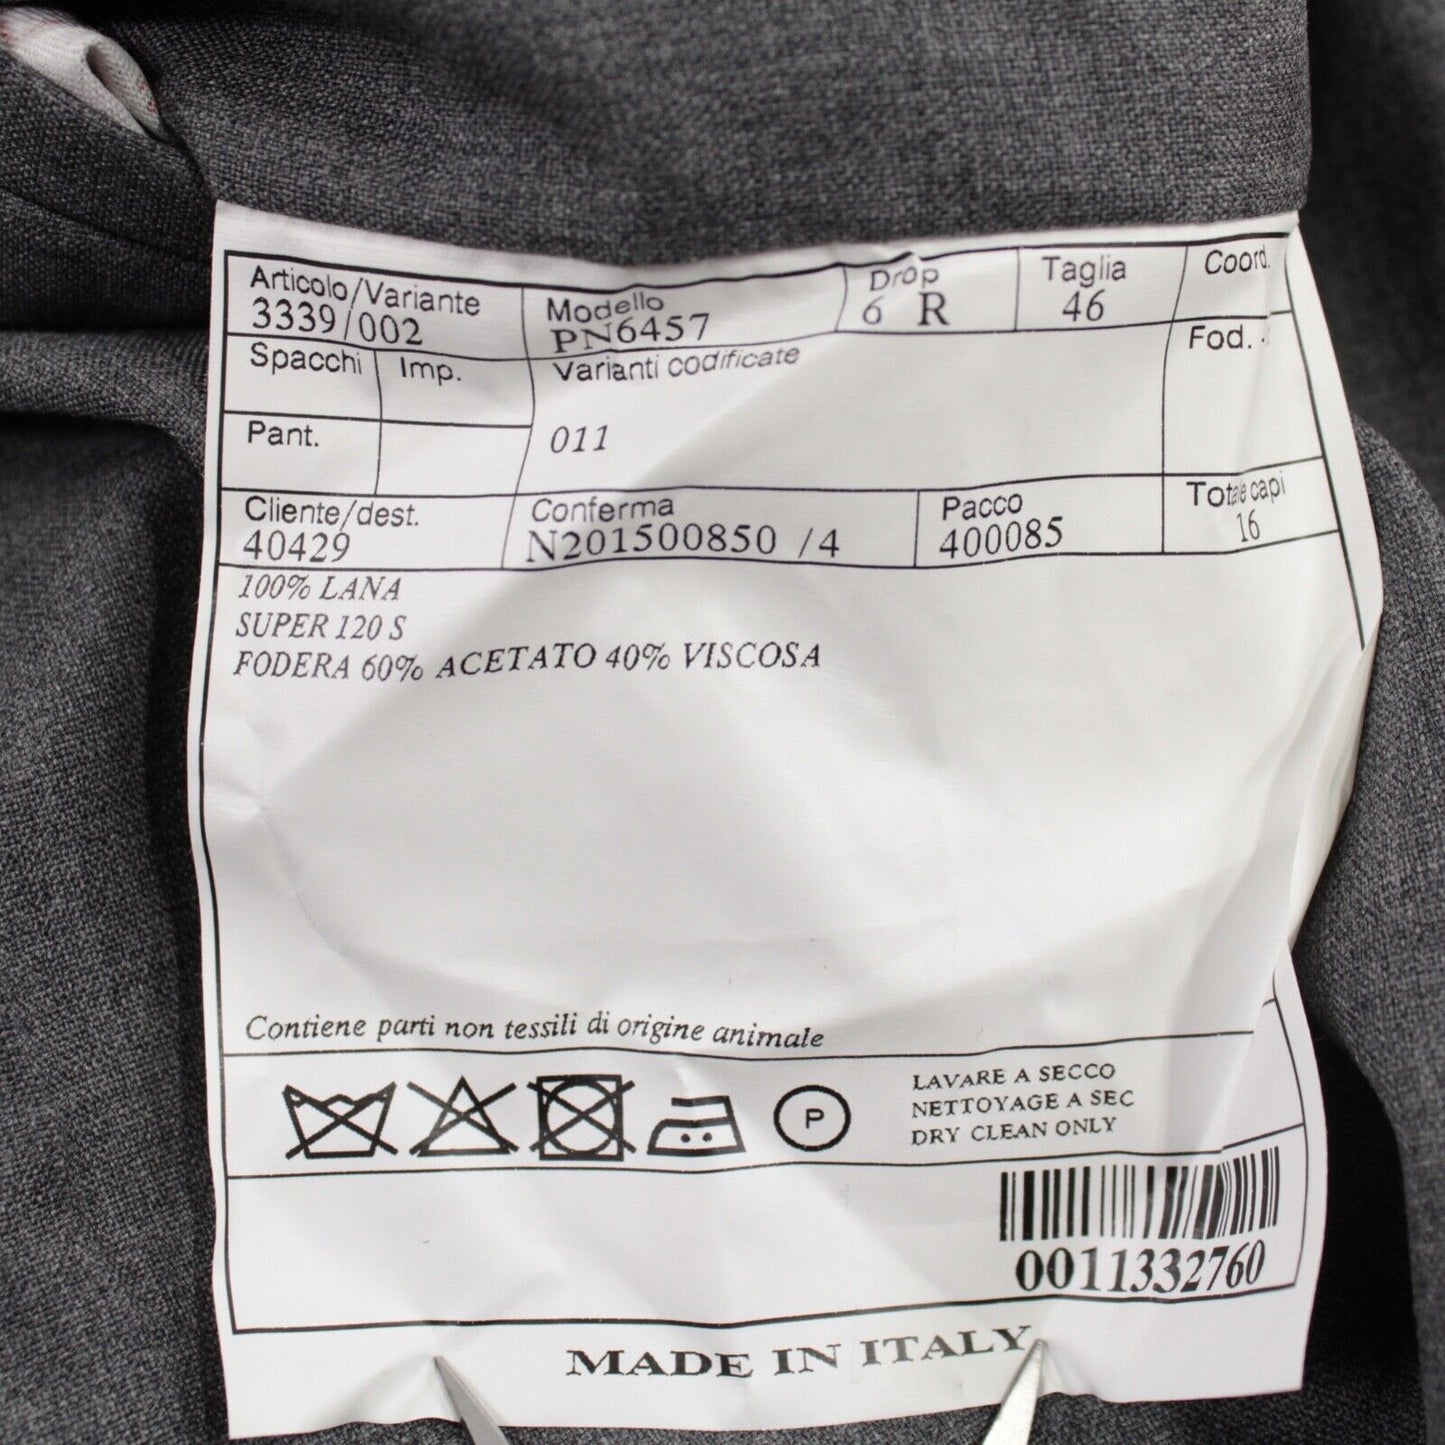 Articolo/Variante
3339/002
Modello
PN6457
Drop
6 R
Taglia
46
Coord.
Spacchi
Imp.
Varianti codificate
Fod.
Pant.
011
Cliente/dest.
40429
Conferma
N201500850 /4
Pacco
400085
Totale capi
16
100% LANA
SUPER 120 S
FODERA 60% ACETATO 40% VISCOSA
Contiene parti non tessili di origine animale
P
LAVARE A SECCO
NETTOYAGE A SEC
DRY CLEAN ONLY
0011332760
MADE IN ITALY